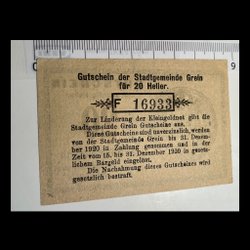 Gutschein der Stadtgemeinde Grein
für 20 Heller.
F 16933
Zur Linderung der Kleingeldnot gibt die
Stadtgemeinde Grein Gutscheine aus.
Diese Gutscheine sind unverzinslich, werden
von der Stadtgemeinde Grein bis 31. Dezem-
ber 1920 in Zahlung genommen und in der
Zeit vom 15. bis 31. Dezember 1920 in gesetz-
lichem Bargeld eingelöst.
Die Nachahmung dieses Gutscheines wird
gesetzlich bestraft.